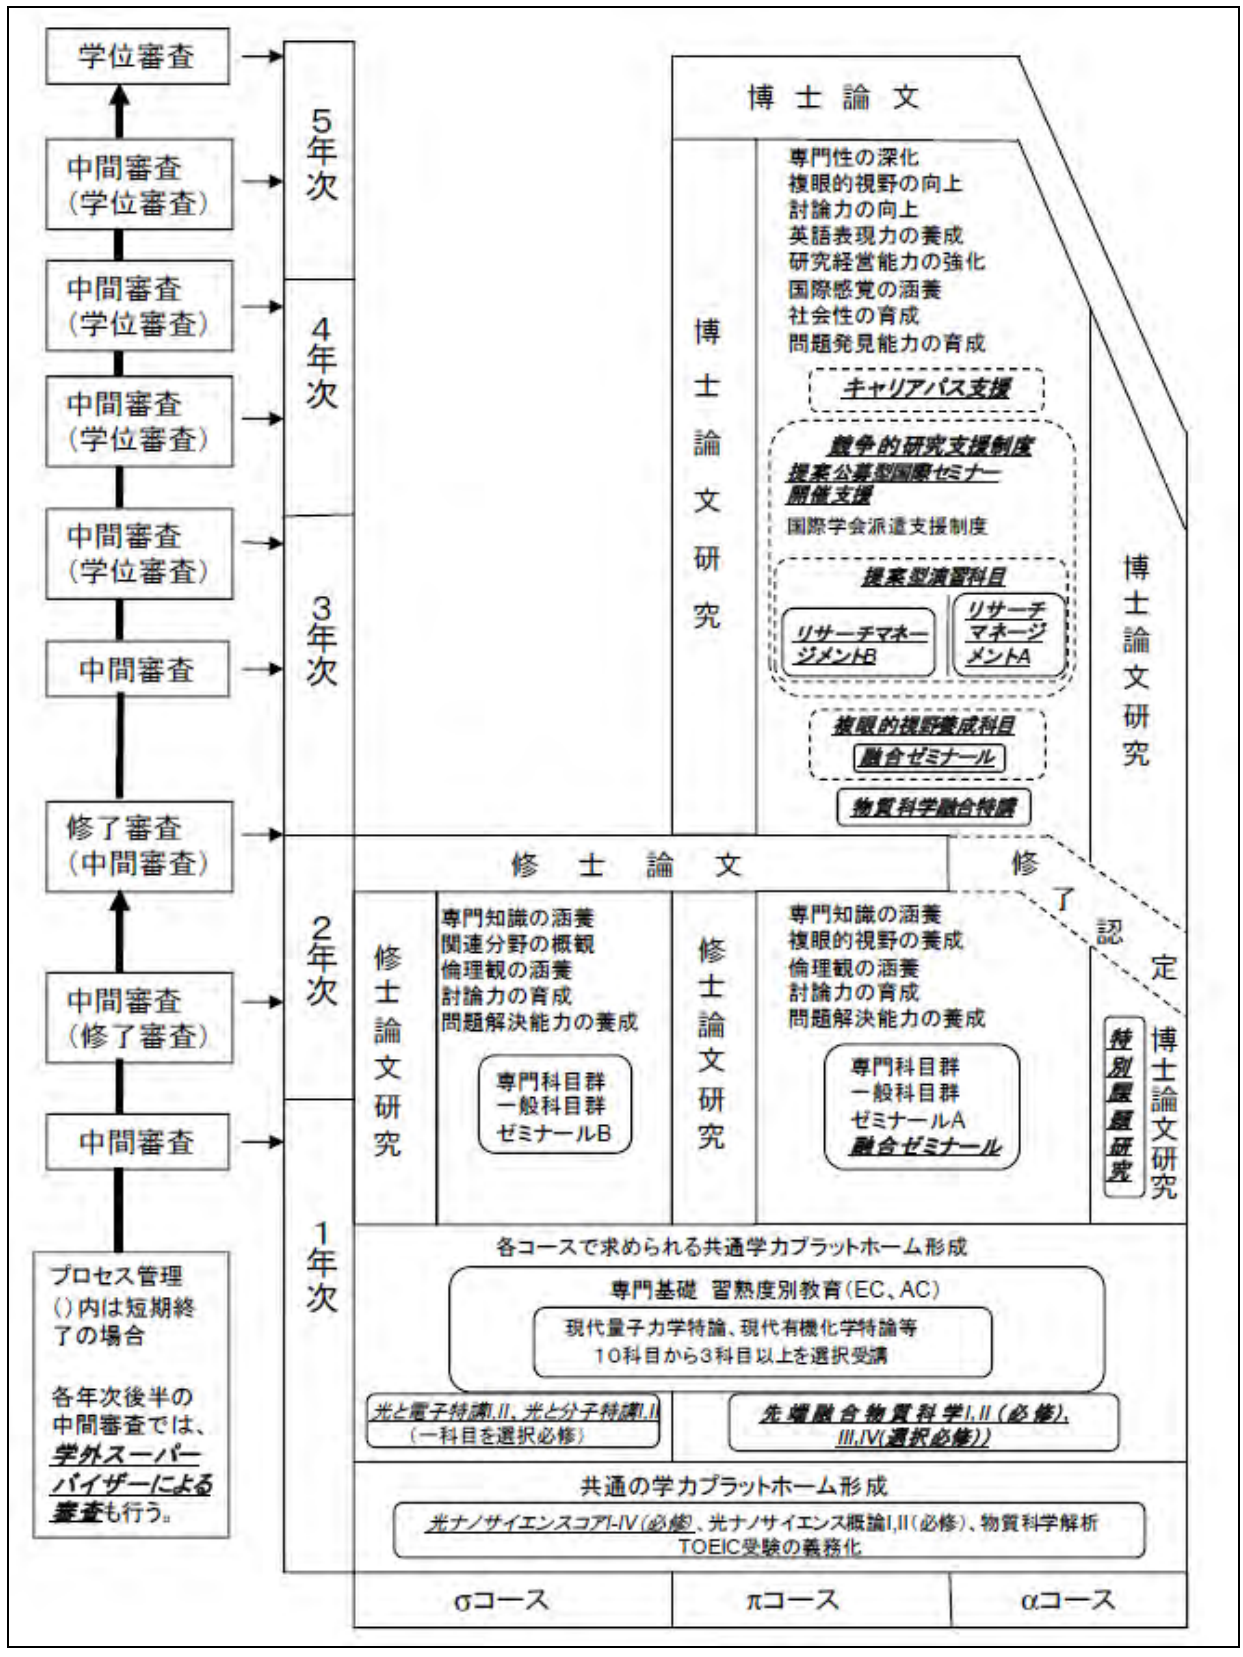 学位審査
中間審査
(学位審査)
中間審査
(学位審査)
中間審査
(学位審査)
中間審査
(学位審査)
中間審査
修了審査
(中間審査)
中間審査
(修了審査)
中間審査
プロセス管理
()内は短期終
了の場合
各年次後半の
中間審査では、
学外スーパー
バイザーによる
審査も行う。
5年次
4年次
3年次
2年次
1年次
博士論文
博士論文研究
専門性の深化
複眼的視野の向上
討論力の向上
英語表現力の養成
研究経営能力の強化
国際感覚の涵養
社会性の育成
問題発見能力の育成
キャリアパス支援
競争的研究支援制度
提案公募型国際セミナー
開催支援
国際学会派遣支援制度
提案型演習科目
リサーチマネー
ジメントB
リサーチ
マネージ
メントA
複眼的視野養成科目
融合ゼミナール
物質科学融合特講
博士論文研究
修士論文
修了認定
修士論文研究
専門知識の涵養
関連分野の概観
倫理観の涵養
討論力の育成
問題解決能力の養成
専門科目群
一般科目群
ゼミナールB
修士論文研究
専門知識の涵養
複眼的視野の養成
倫理観の涵養
討論力の育成
問題解決能力の養成
専門科目群
一般科目群
ゼミナールA
融合ゼミナール
特別課題研究
博士論文研究
各コースで求められる共通学力プラットホーム形成
専門基礎 習熟度別教育(EC、AC)
現代量子力学特論、現代有機化学特論等
10科目から3科目以上を選択受講
光と電子特講I,II、光と分子特講I,II
(一科目を選択必修)
先端融合物質科学I,II(必修),
III,IV(選択必修))
共通の学力プラットホーム形成
光ナノサイエンスコアI-IV(必修)、光ナノサイエンス概論I,II(必修)、物質科学解析
TOEIC受験の義務化
σコース
πコース
αコース